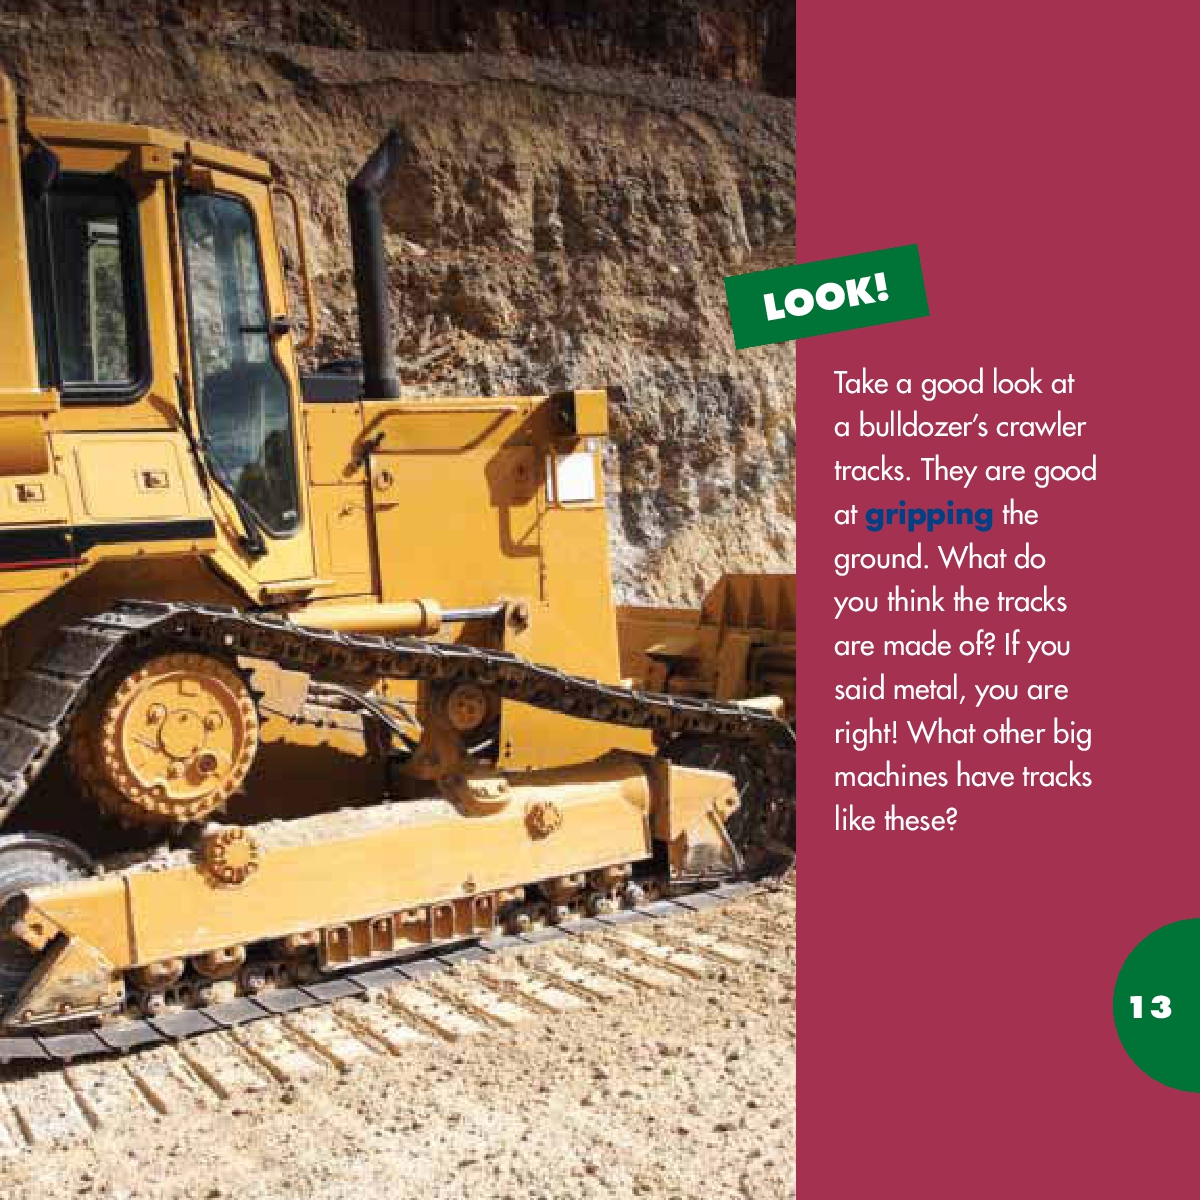 LOOK!
Take a good look at
a bulldozer’s crawler
tracks. They are good
at gripping the
ground. What do
you think the tracks
are made of? If you
said metal, you are
right! What other big
machines have tracks
like these?
13